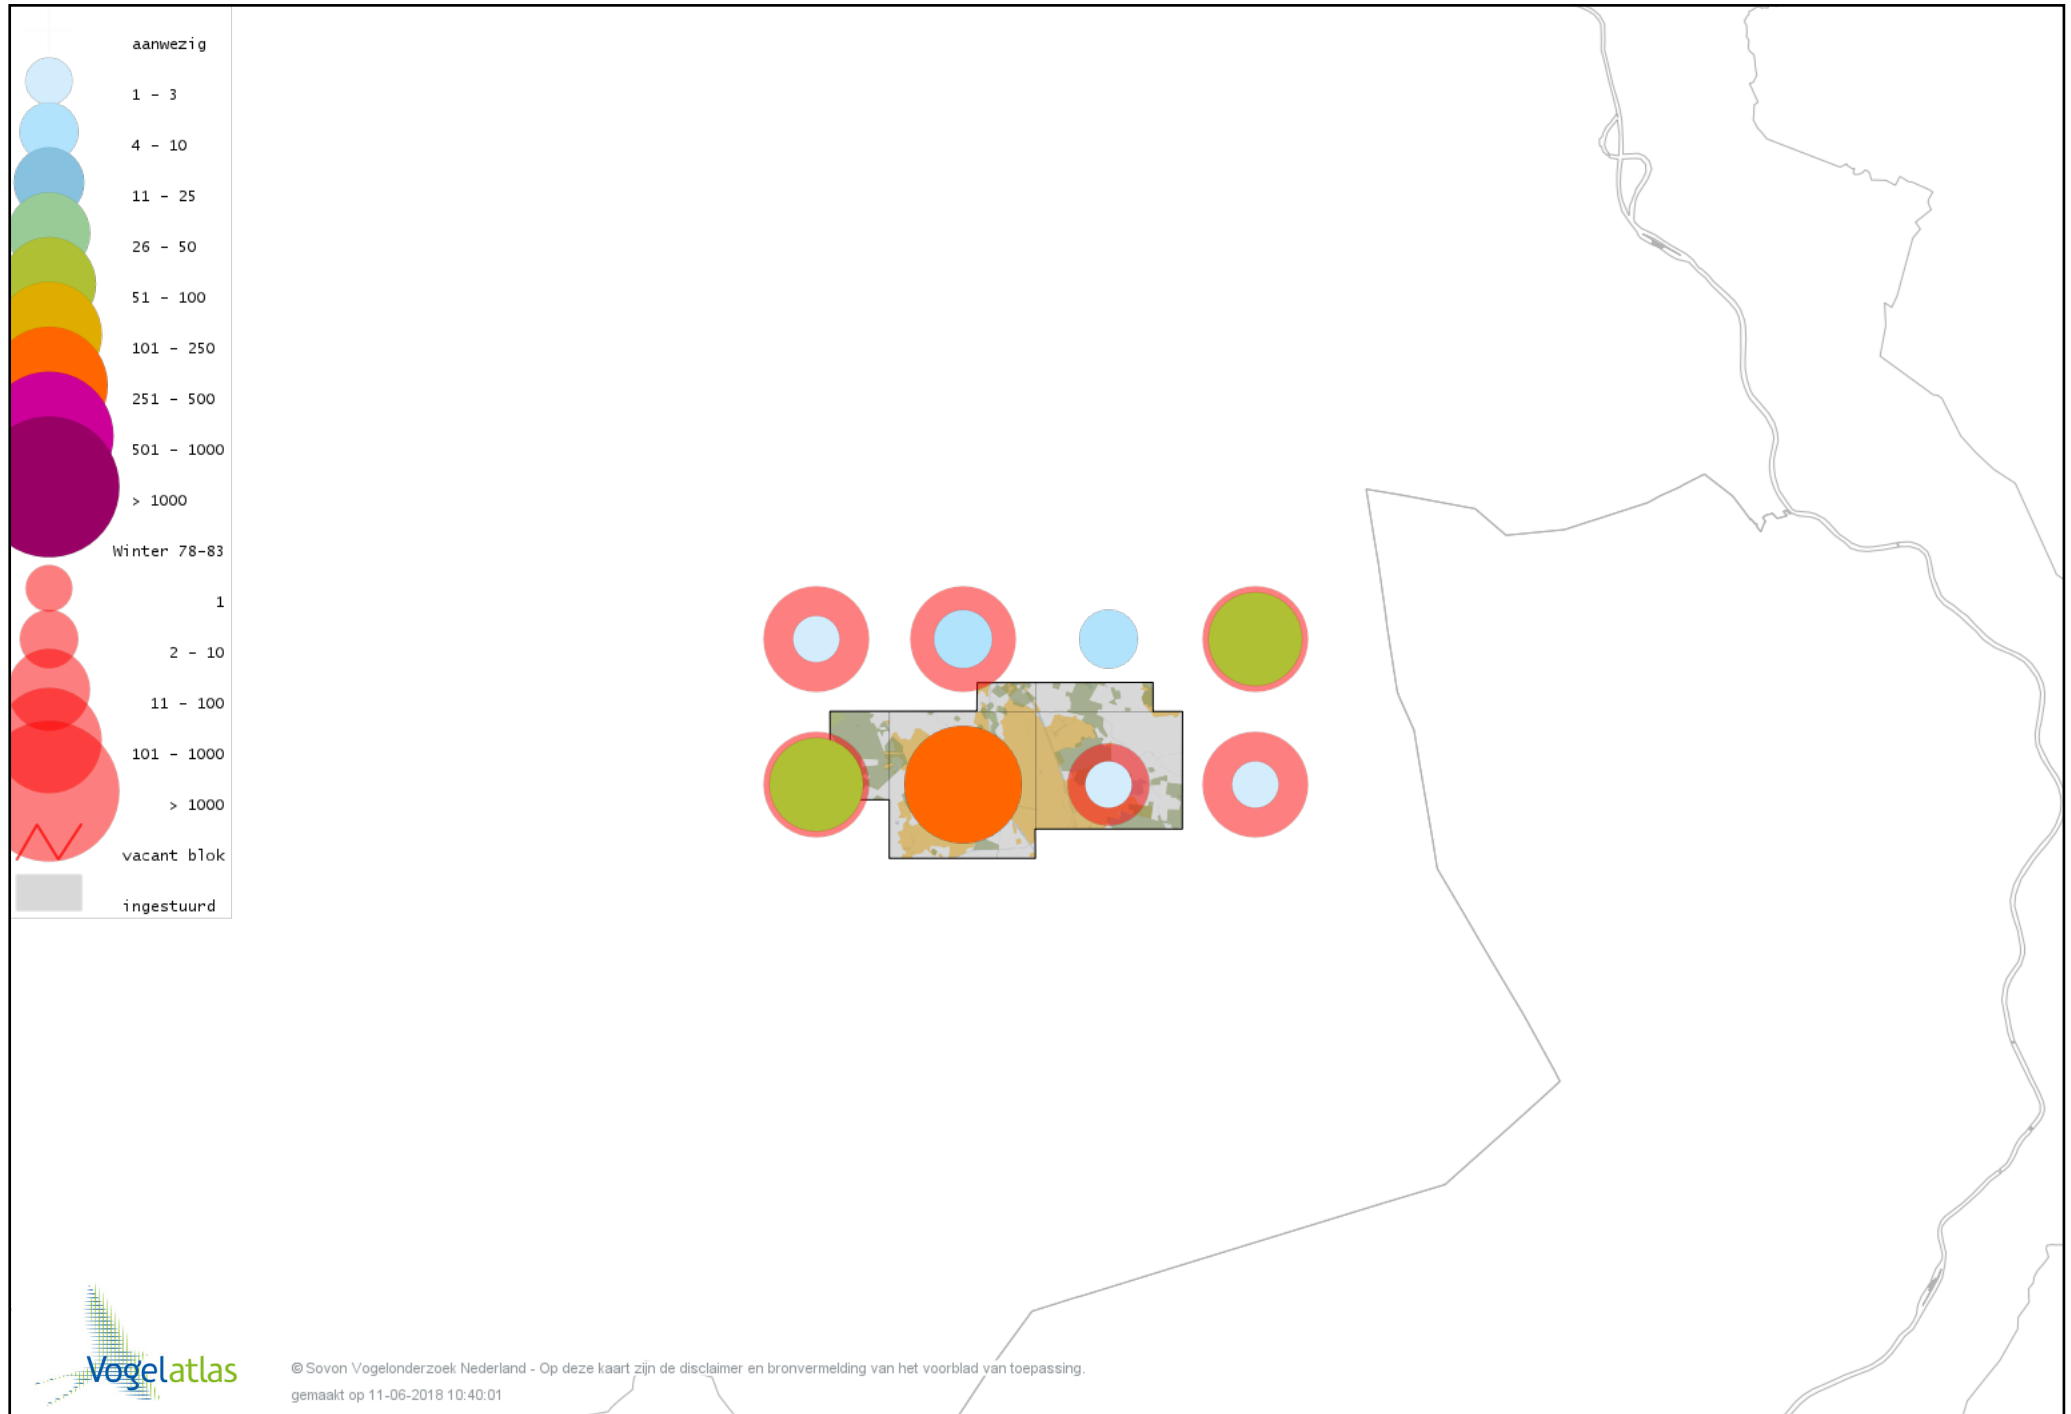 aanwezig
1 - 3
4 - 10
11 - 25
26 - 50
51 - 100
101 - 250
251 - 500
501 - 1000
> 1000
Winter 78-83
1
2 - 10
11 - 100
101 - 1000
> 1000
vacant blok
ingestuurd
Vogelatlas
© Sovon Vogelonderzoek Nederland - Op deze kaart zijn de disclaimer en bronvermelding van het voorblad van toepassing.
gemaakt op 11-06-2018 10:40:01